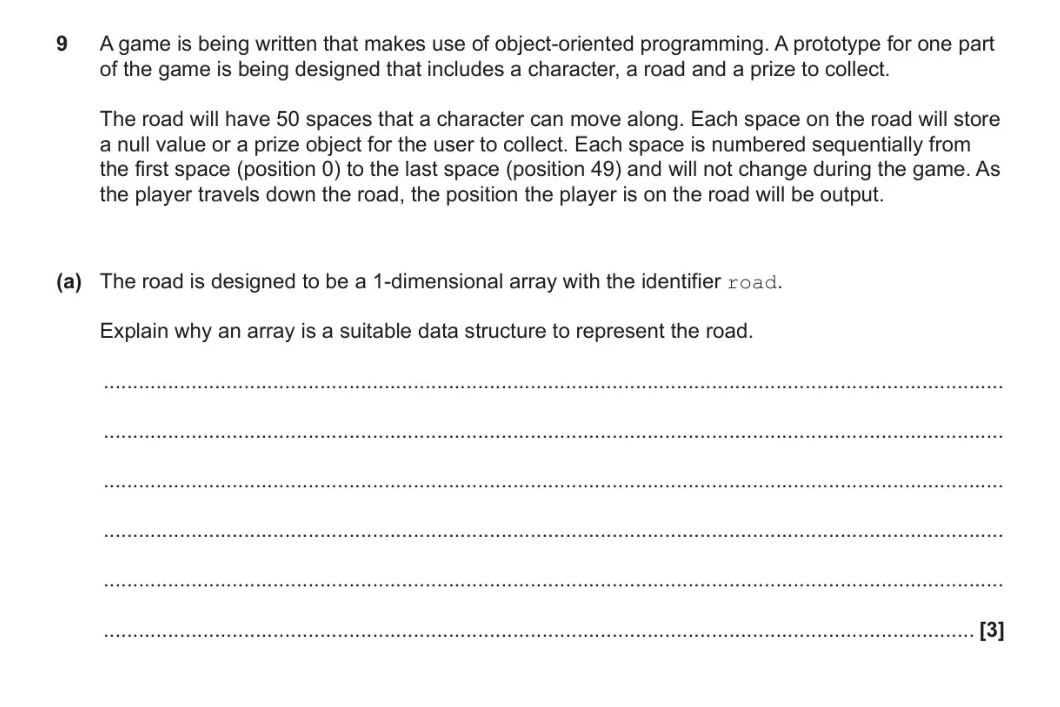 9 A game is being written that makes use of object-oriented programming. A prototype for one part
of the game is being designed that includes a character, a road and a prize to collect.
The road will have 50 spaces that a character can move along. Each space on the road will store
a null value or a prize object for the user to collect. Each space is numbered sequentially from
the first space (position 0) to the last space (position 49) and will not change during the game. As
the player travels down the road, the position the player is on the road will be output.
(a) The road is designed to be a 1-dimensional array with the identifier road.
Explain why an array is a suitable data structure to represent the road.
[3]